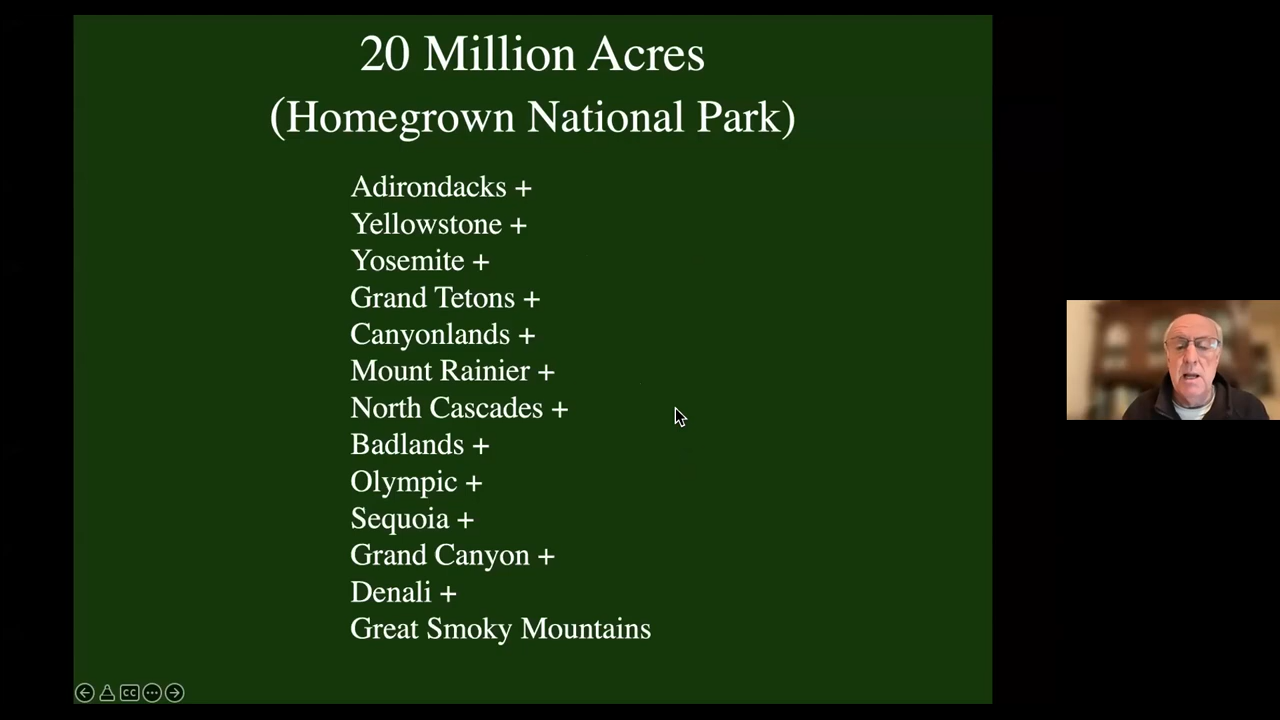 20 Million Acres
(Homegrown National Park)
Adirondacks +
Yellowstone +
Yosemite +
Grand Tetons +
Canyonlands +
Mount Rainier +
North Cascades +
Badlands +
Olympic +
Sequoia +
Grand Canyon +
Denali +
Great Smoky Mountains
CC